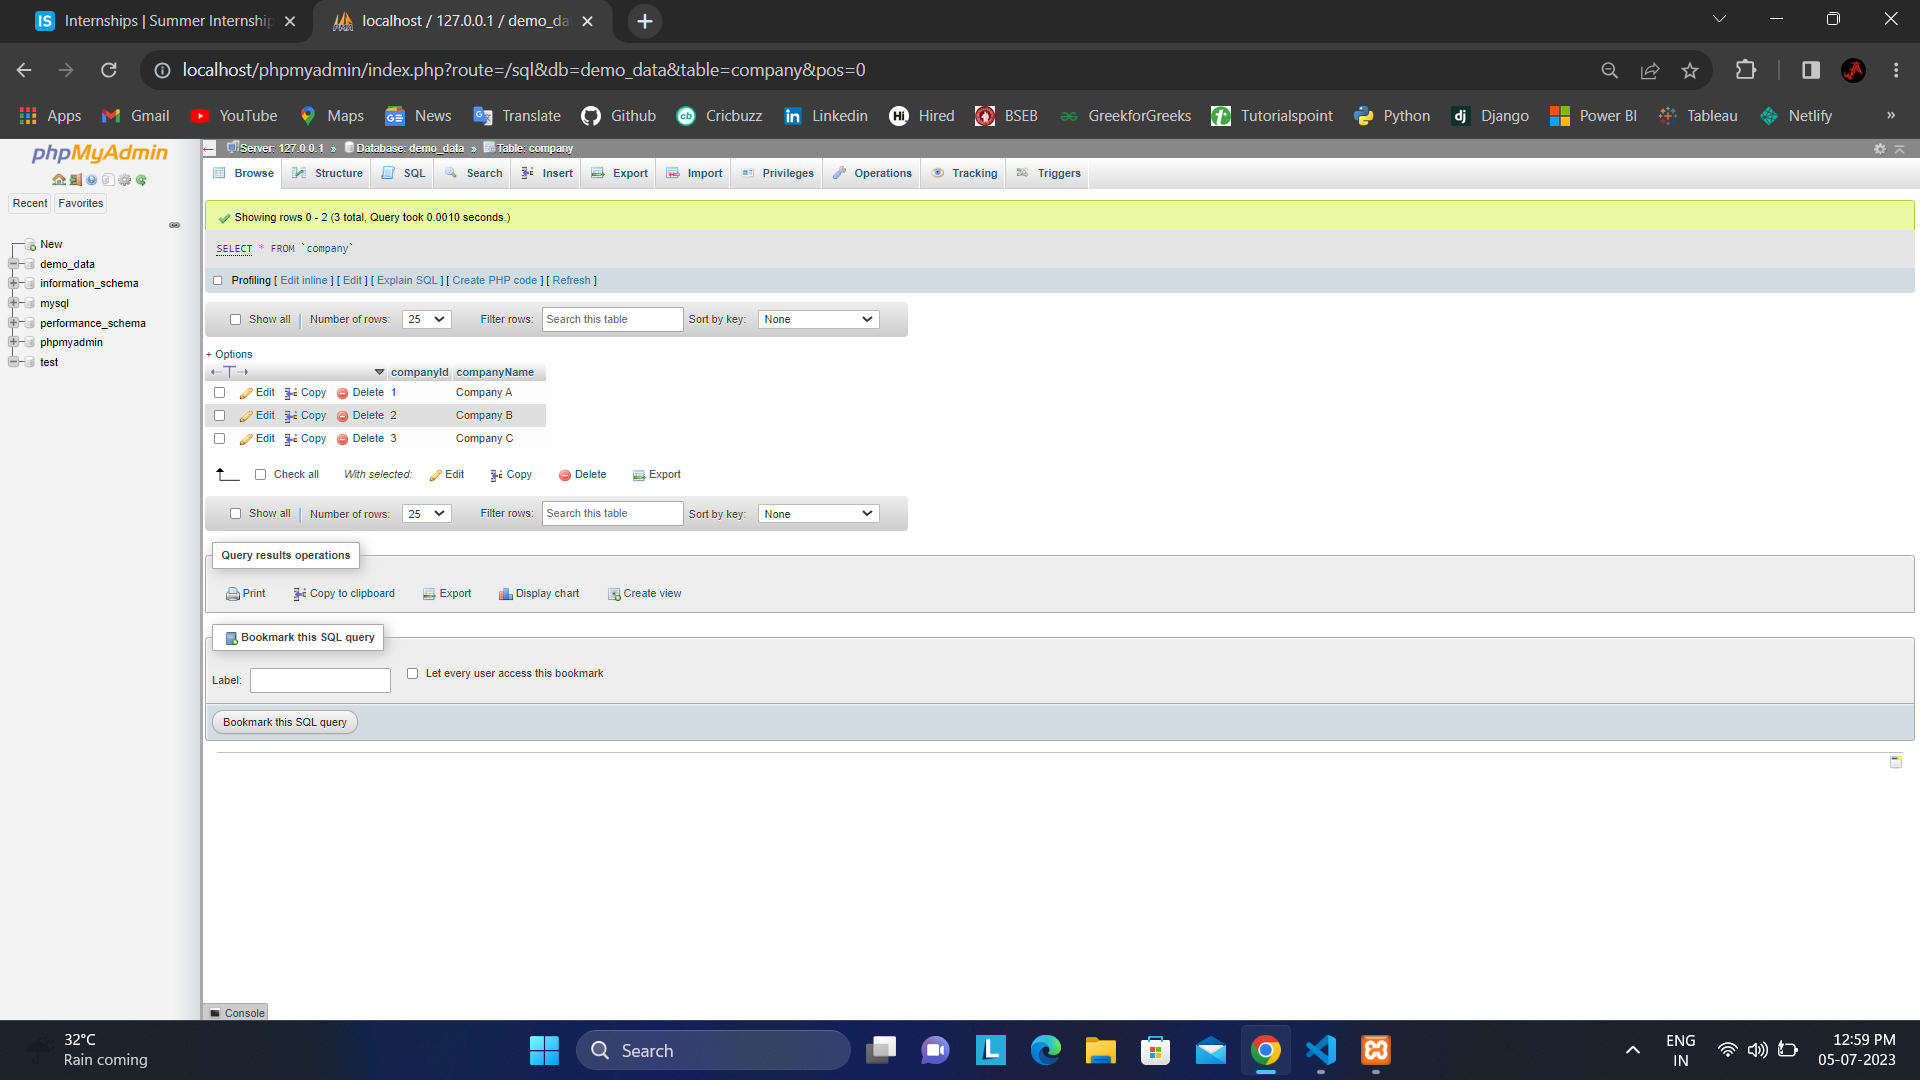 Internships | Summer Internship
localhost / 127.0.0.1 / demo_da
localhost/phpmyadmin/index.php?route=/sql&db=demo_data&table=company&pos=0
Apps Gmail YouTube Maps News Translate Github Cricbuzz Linkedin Hired BSEB GreekforGreeks Tutorialspoint Python Django Power BI Tableau Netlify »
phpMyAdmin
Recent Favorites
New
demo_data
information_schema
mysql
performance_schema
phpmyadmin
test
Server: 127.0.0.1 » Database: demo_data » Table: company
Browse Structure SQL Search Insert Export Import Privileges Operations Tracking Triggers
Showing rows 0 - 2 (3 total, Query took 0.0010 seconds.)
SELECT * FROM `company`
Profiling [ Edit inline ] [ Edit ] [ Explain SQL ] [ Create PHP code ] [ Refresh ]
Show all | Number of rows: 25 Filter rows: Search this table Sort by key: None
+ Options
←T→ companyId companyName
Edit Copy Delete 1 Company A
Edit Copy Delete 2 Company B
Edit Copy Delete 3 Company C
Check all With selected: Edit Copy Delete Export
Show all | Number of rows: 25 Filter rows: Search this table Sort by key: None
Query results operations
Print Copy to clipboard Export Display chart Create view
Bookmark this SQL query
Label: Let every user access this bookmark
Bookmark this SQL query
Console
32°C
Rain coming
Search
ENG
IN
12:59 PM
05-07-2023